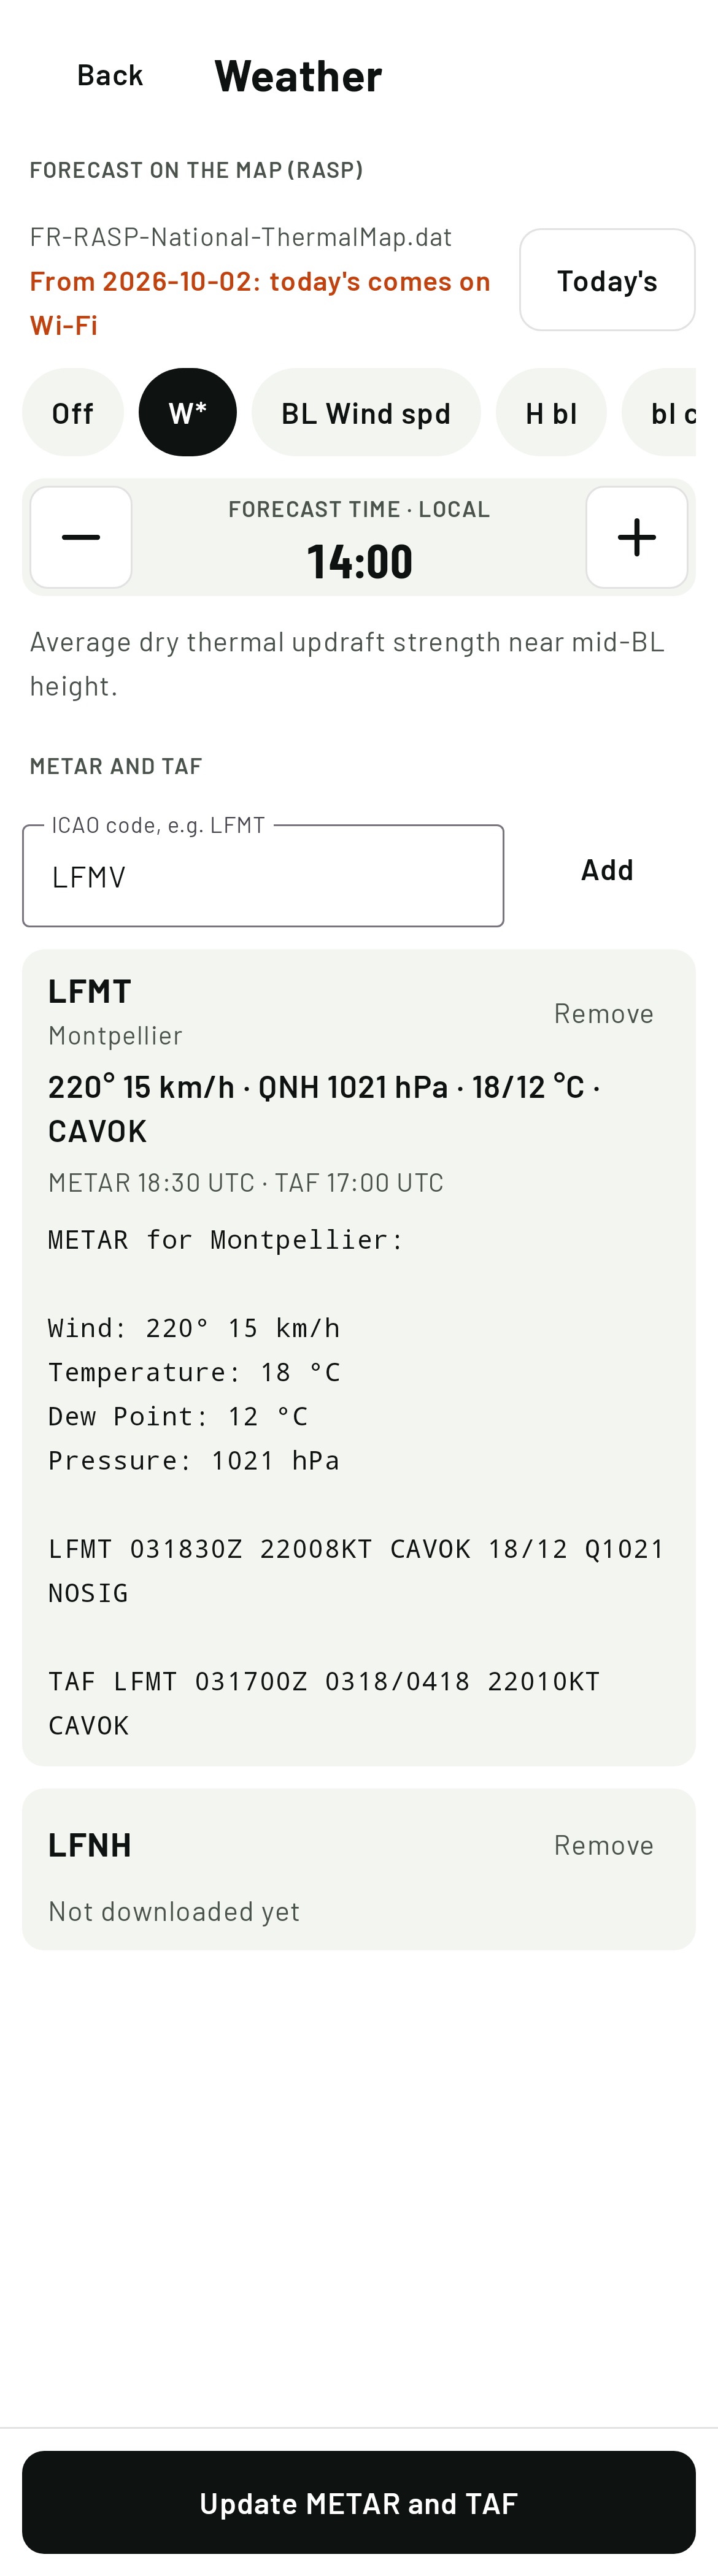 Back Weather
FORECAST ON THE MAP (RASP)
FR-RASP-National-ThermalMap.dat
From 2026-10-02: today's comes on
Wi-Fi
Today's
Off W* BL Wind spd H bl bl c
FORECAST TIME · LOCAL
14:00
Average dry thermal updraft strength near mid-BL
height.
METAR AND TAF
ICAO code, e.g. LFMT
LFMV
Add
LFMT
Montpellier
Remove
220° 15 km/h · QNH 1021 hPa · 18/12 °C ·
CAVOK
METAR 18:30 UTC · TAF 17:00 UTC
METAR for Montpellier:
Wind: 220° 15 km/h
Temperature: 18 °C
Dew Point: 12 °C
Pressure: 1021 hPa
LFMT 031830Z 22008KT CAVOK 18/12 Q1021
NOSIG
TAF LFMT 031700Z 0318/0418 22010KT
CAVOK
LFNH
Remove
Not downloaded yet
Update METAR and TAF